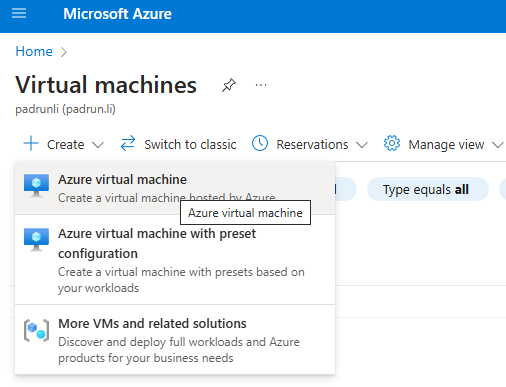 Microsoft Azure
Home
Virtual machines
padrunli (padrun.li)
Create
Switch to classic
Reservations
Manage view
Azure virtual machine
Create a virtual machine hosted by Azure
Azure virtual machine
Type equals all
Azure virtual machine with preset
configuration
Create a virtual machine with presets based on
your workloads
More VMs and related solutions
Discover and deploy full workloads and Azure
products for your business needs